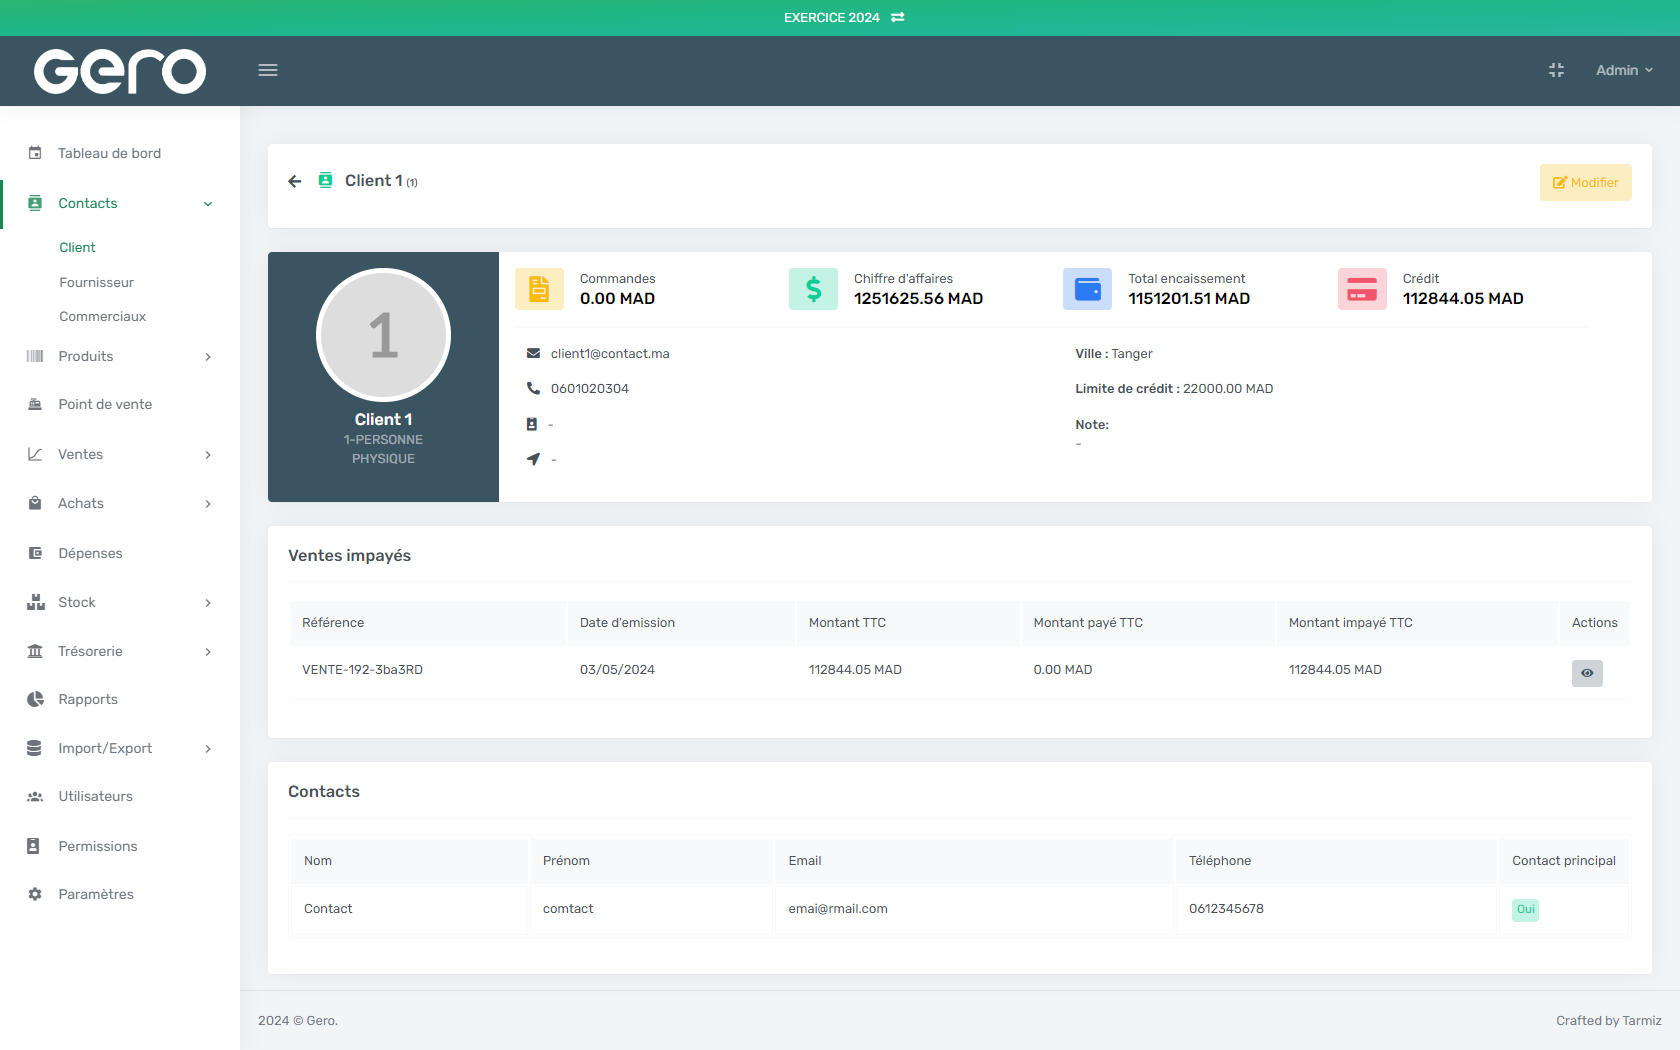 EXERCICE 2024
Gero
Admin
Tableau de bord
Contacts
Client
Fournisseur
Commerciaux
Produits
Point de vente
Ventes
Achats
Dépenses
Stock
Trésorerie
Rapports
Import/Export
Utilisateurs
Permissions
Paramètres
Client 1 (1)
Modifier
1
Client 1
1-PERSONNE
PHYSIQUE
Commandes
0.00 MAD
Chiffre d'affaires
1251625.56 MAD
Total encaissement
1151201.51 MAD
Crédit
112844.05 MAD
client1@contact.ma
0601020304
-
-
Ville : Tanger
Limite de crédit : 22000.00 MAD
Note:
-
Ventes impayés
Référence Date d'emission Montant TTC Montant payé TTC Montant impayé TTC Actions
VENTE-192-3ba3RD 03/05/2024 112844.05 MAD 0.00 MAD 112844.05 MAD
Contacts
Nom Prénom Email Téléphone Contact principal
Contact comtact emai@rmail.com 0612345678 Oui
2024 © Gero.
Crafted by Tarmiz